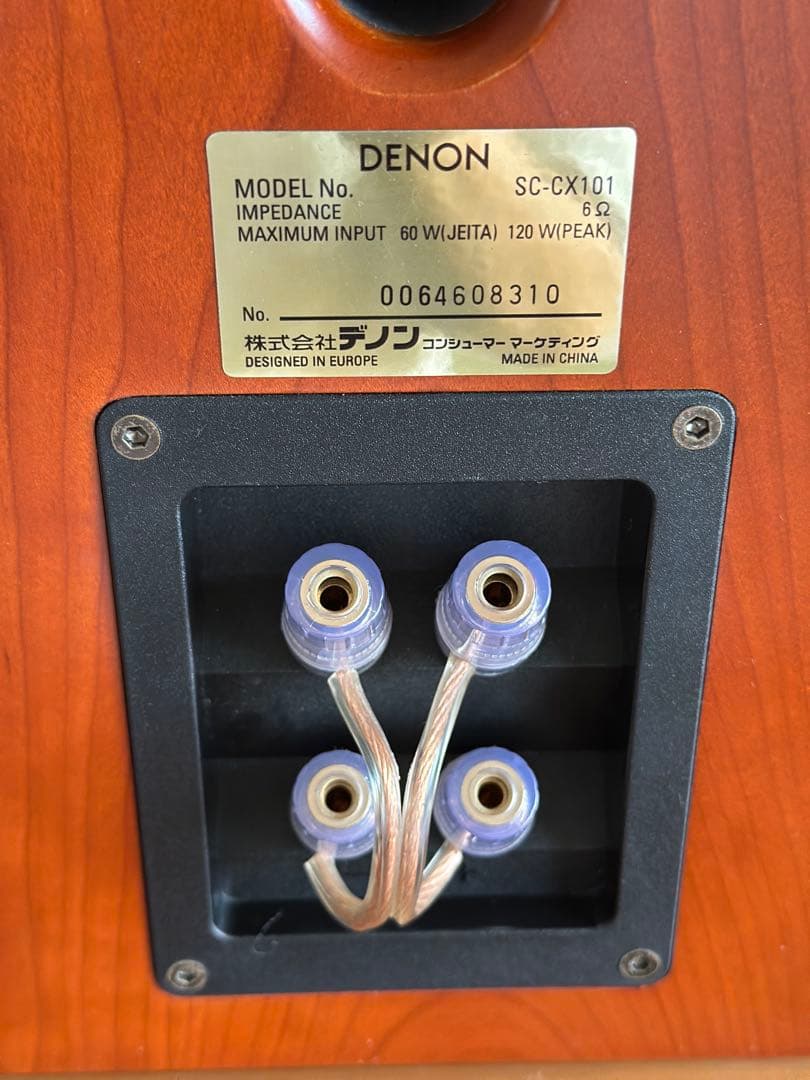 DENON
MODEL No. SC-CX101
IMPEDANCE 6Ω
MAXIMUM INPUT 60 W(JEITA) 120 W(PEAK)
0064608310
No.
株式会社デノン コンシューマー マーケティング
DESIGNED IN EUROPE MADE IN CHINA